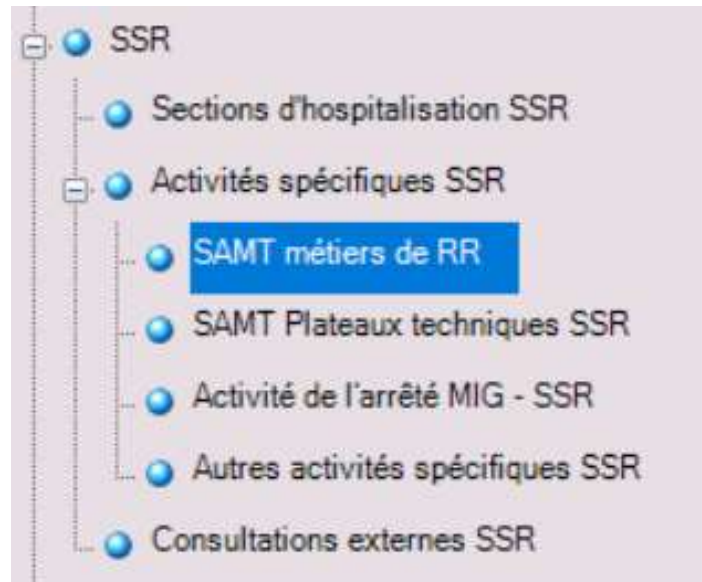 SSR
Sections d'hospitalisation SSR
Activités spécifiques SSR
SAMT métiers de RR
SAMT Plateaux techniques SSR
Activité de l'arrêté MIG - SSR
Autres activités spécifiques SSR
Consultations externes SSR